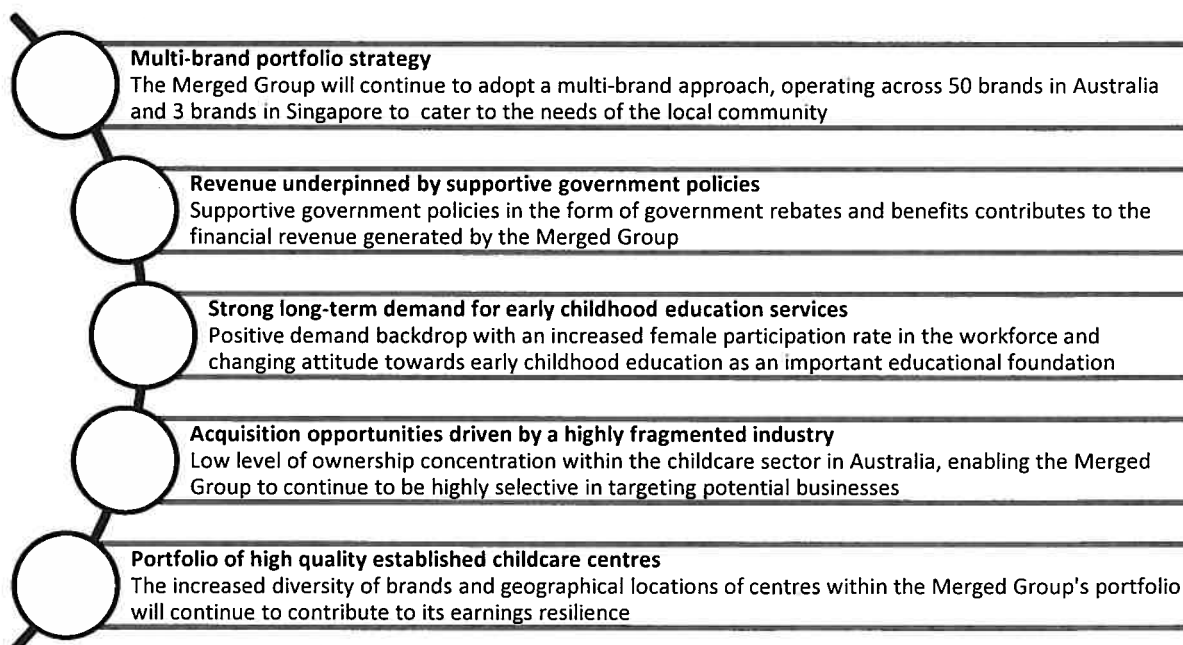 Multi-brand portfolio strategy
The Merged Group will continue to adopt a multi-brand approach, operating across 50 brands in Australia
and 3 brands in Singapore to cater to the needs of the local community
Revenue underpinned by supportive government policies
Supportive government policies in the form of government rebates and benefits contributes to the
financial revenue generated by the Merged Group
Strong long-term demand for early childhood education services
Positive demand backdrop with an increased female participation rate in the workforce and
changing attitude towards early childhood education as an important educational foundation
Acquisition opportunities driven by a highly fragmented industry
Low level of ownership concentration within the childcare sector in Australia, enabling the Merged
Group to continue to be highly selective in targeting potential businesses
Portfolio of high quality established childcare centres
The increased diversity of brands and geographical locations of centres within the Merged Group's portfolio
will continue to contribute to its earnings resilience